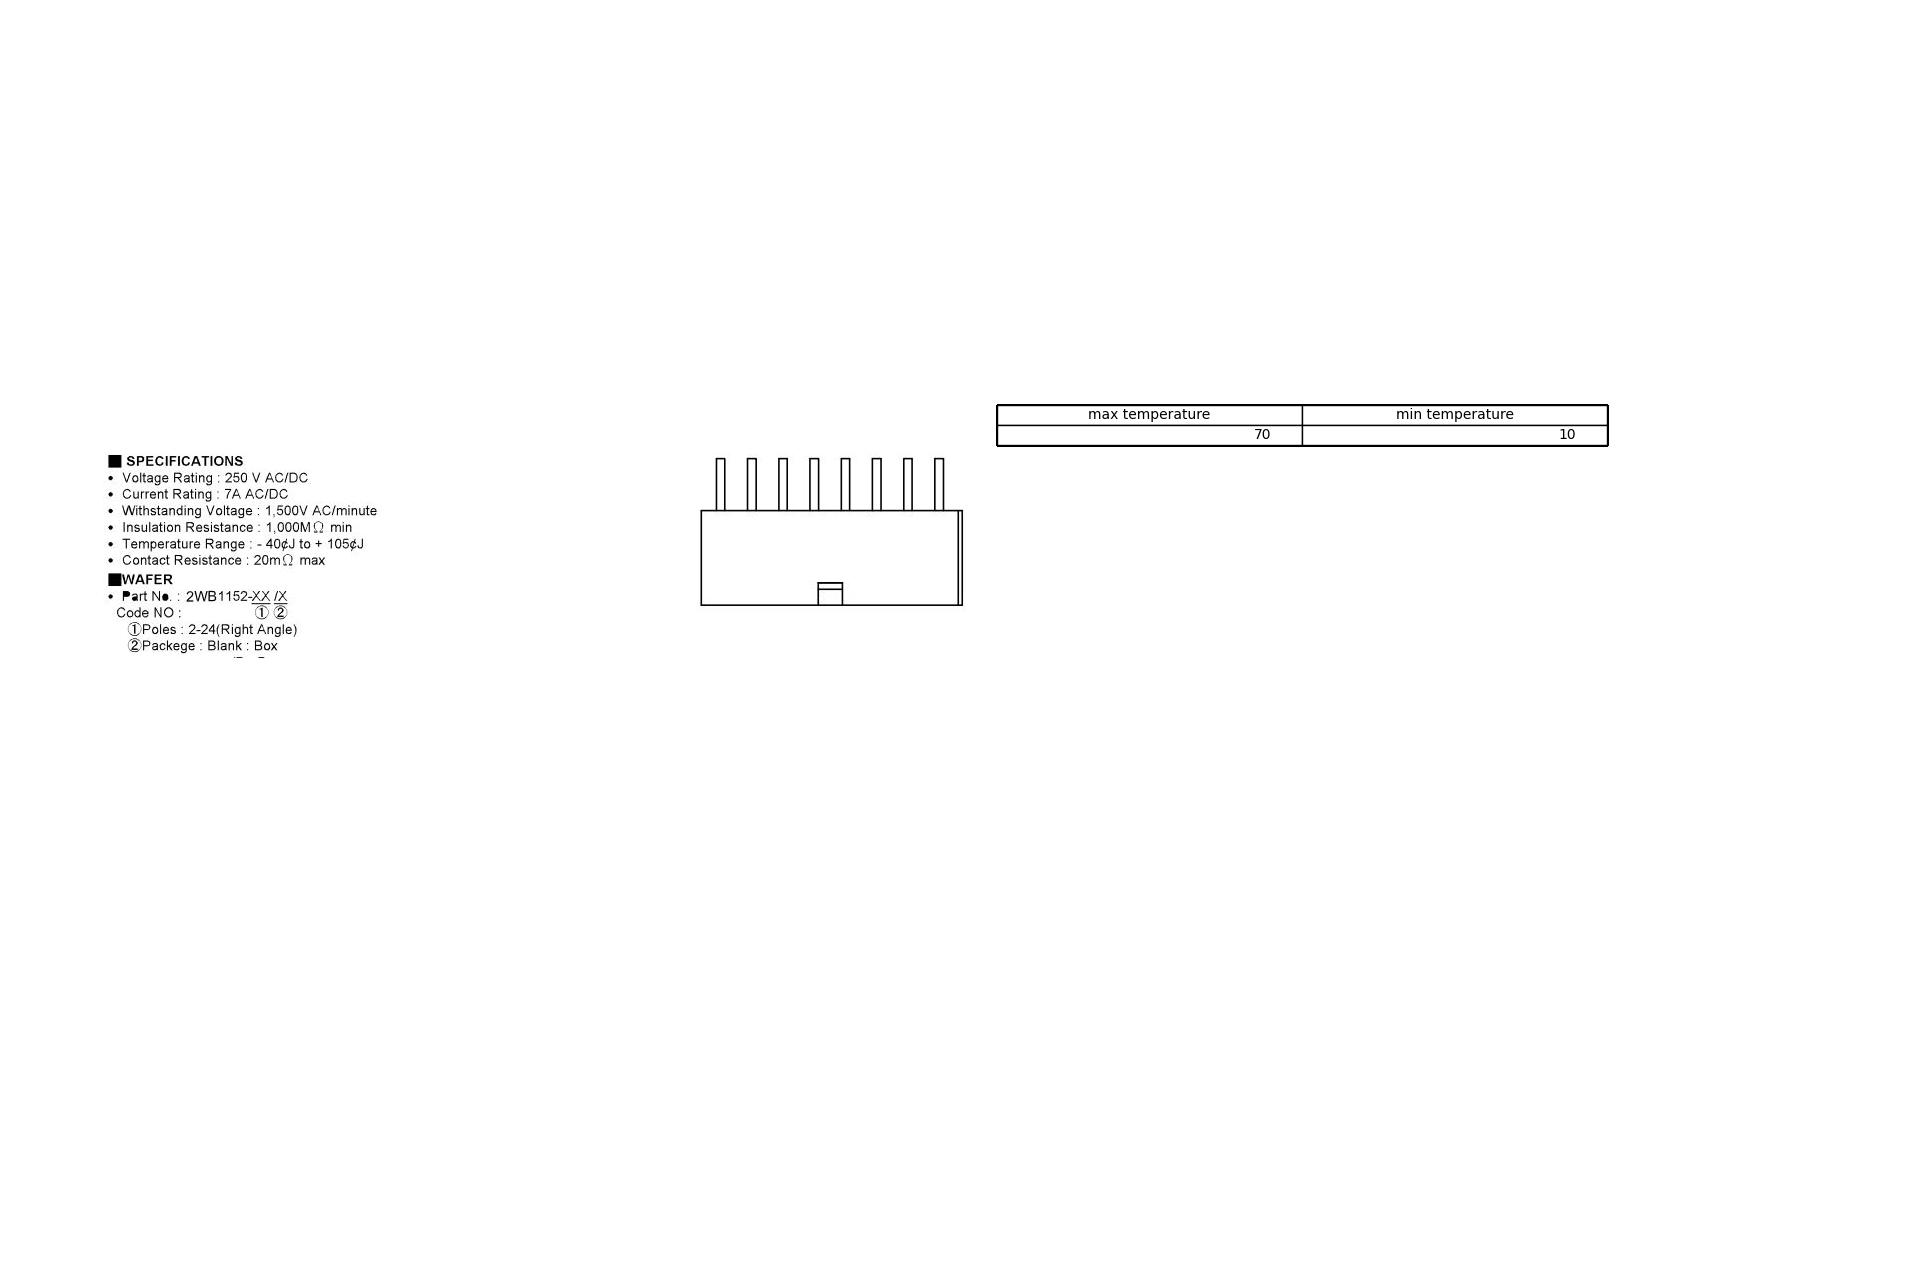 ■ SPECIFICATIONS
• Voltage Rating : 250 V AC/DC
• Current Rating : 7A AC/DC
• Withstanding Voltage : 1,500V AC/minute
• Insulation Resistance : 1,000MΩ min
• Temperature Range : - 40¢J to + 105¢J
• Contact Resistance : 20mΩ max
■WAFER
• Part No. : 2WB1152-XX /X
Code NO : ① ②
①Poles : 2-24(Right Angle)
②Packege : Blank : Box
max temperature min temperature
70 10